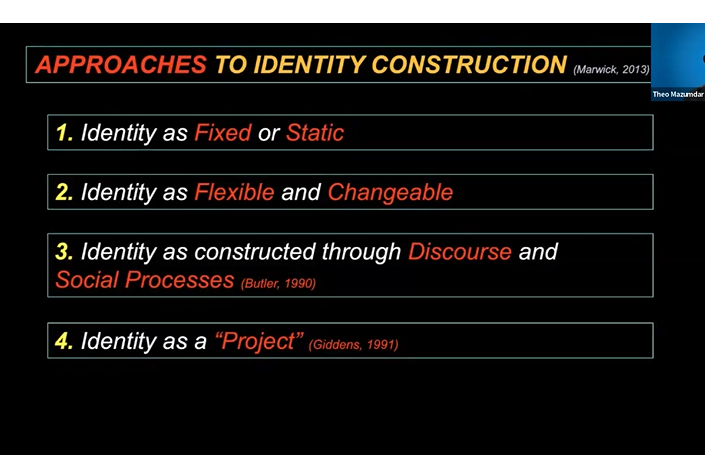 APPROACHES TO IDENTITY CONSTRUCTION (Marwick, 2013)
Theo Mazumdar
1. Identity as Fixed or Static
2. Identity as Flexible and Changeable
3. Identity as constructed through Discourse and
Social Processes (Butler, 1990)
4. Identity as a “Project” (Giddens, 1991)